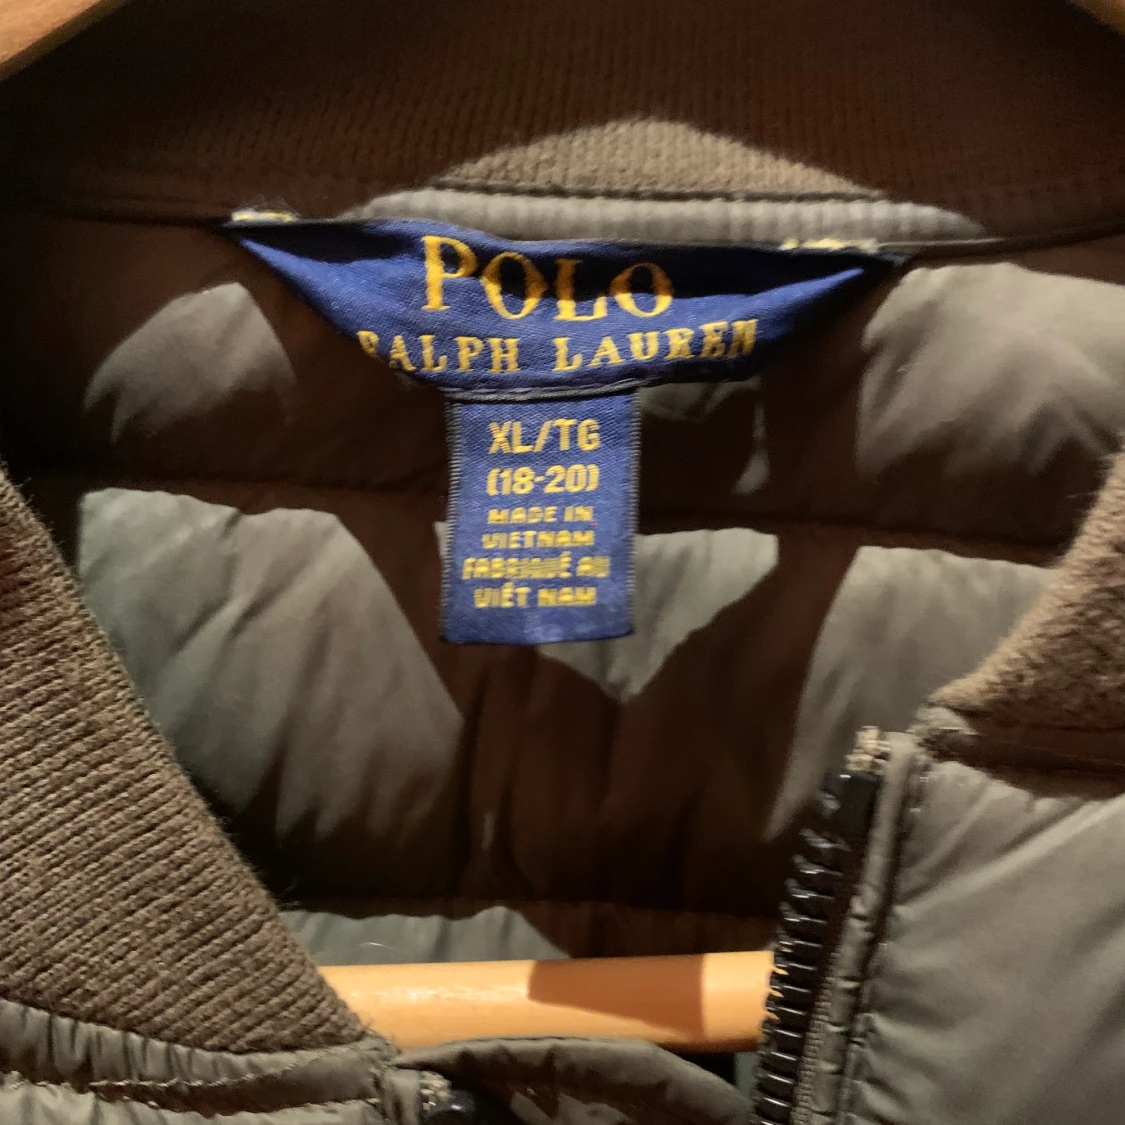 POLO
RALPH LAUREN
XL/TG
(18-20)
MADE IN
VIETNAM
FABRIQUÉ AU
VIÊT NAM